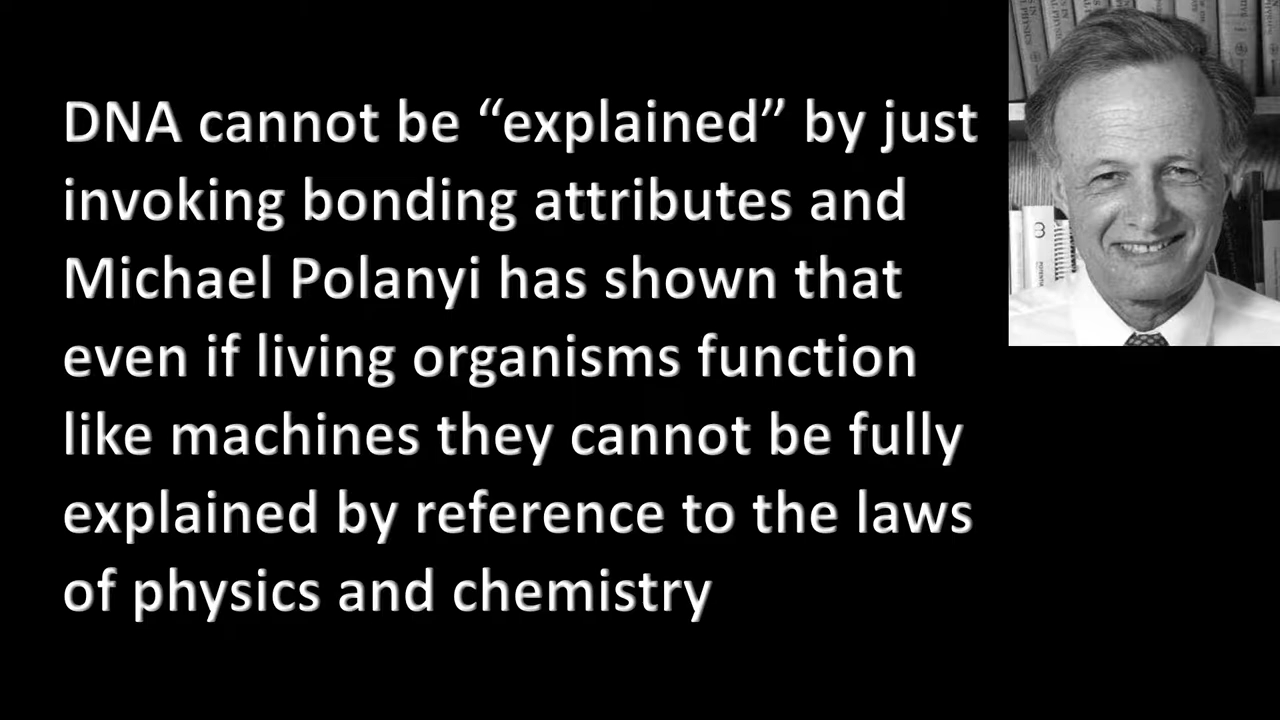 DNA cannot be “explained” by just
invoking bonding attributes and
Michael Polanyi has shown that
even if living organisms function
like machines they cannot be fully
explained by reference to the laws
of physics and chemistry
8